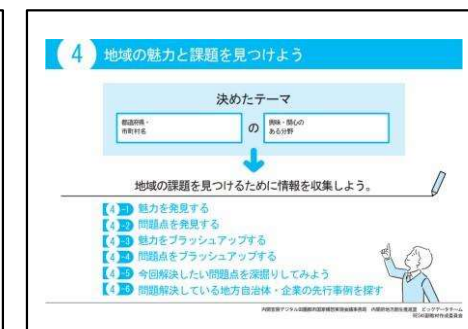 4 地域の魅力と課題を見つけよう
決めたテーマ
都道府県・
市町村名
の
興味・関心の
ある分野
地域の課題を見つけるために情報を収集しよう。
【4】-1 魅力を発見する
【4】-2 問題点を発見する
【4】-3 魅力をブラッシュアップする
【4】-4 問題点をブラッシュアップする
【4】-5 今回解決したい問題点を深掘りしてみよう
【4】-6 問題解決している地方自治体・企業の先行事例を探す